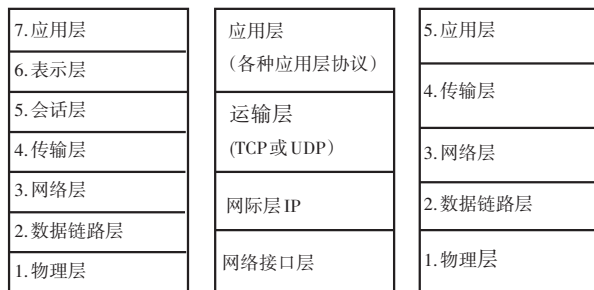 7.应用层
6.表示层
5.会话层
4.传输层
3.网络层
2.数据链路层
1.物理层
应用层
（各种应用层协议）
运输层
(TCP或UDP）
网际层IP
网络接口层
5.应用层
4.传输层
3.网络层
2.数据链路层
1.物理层